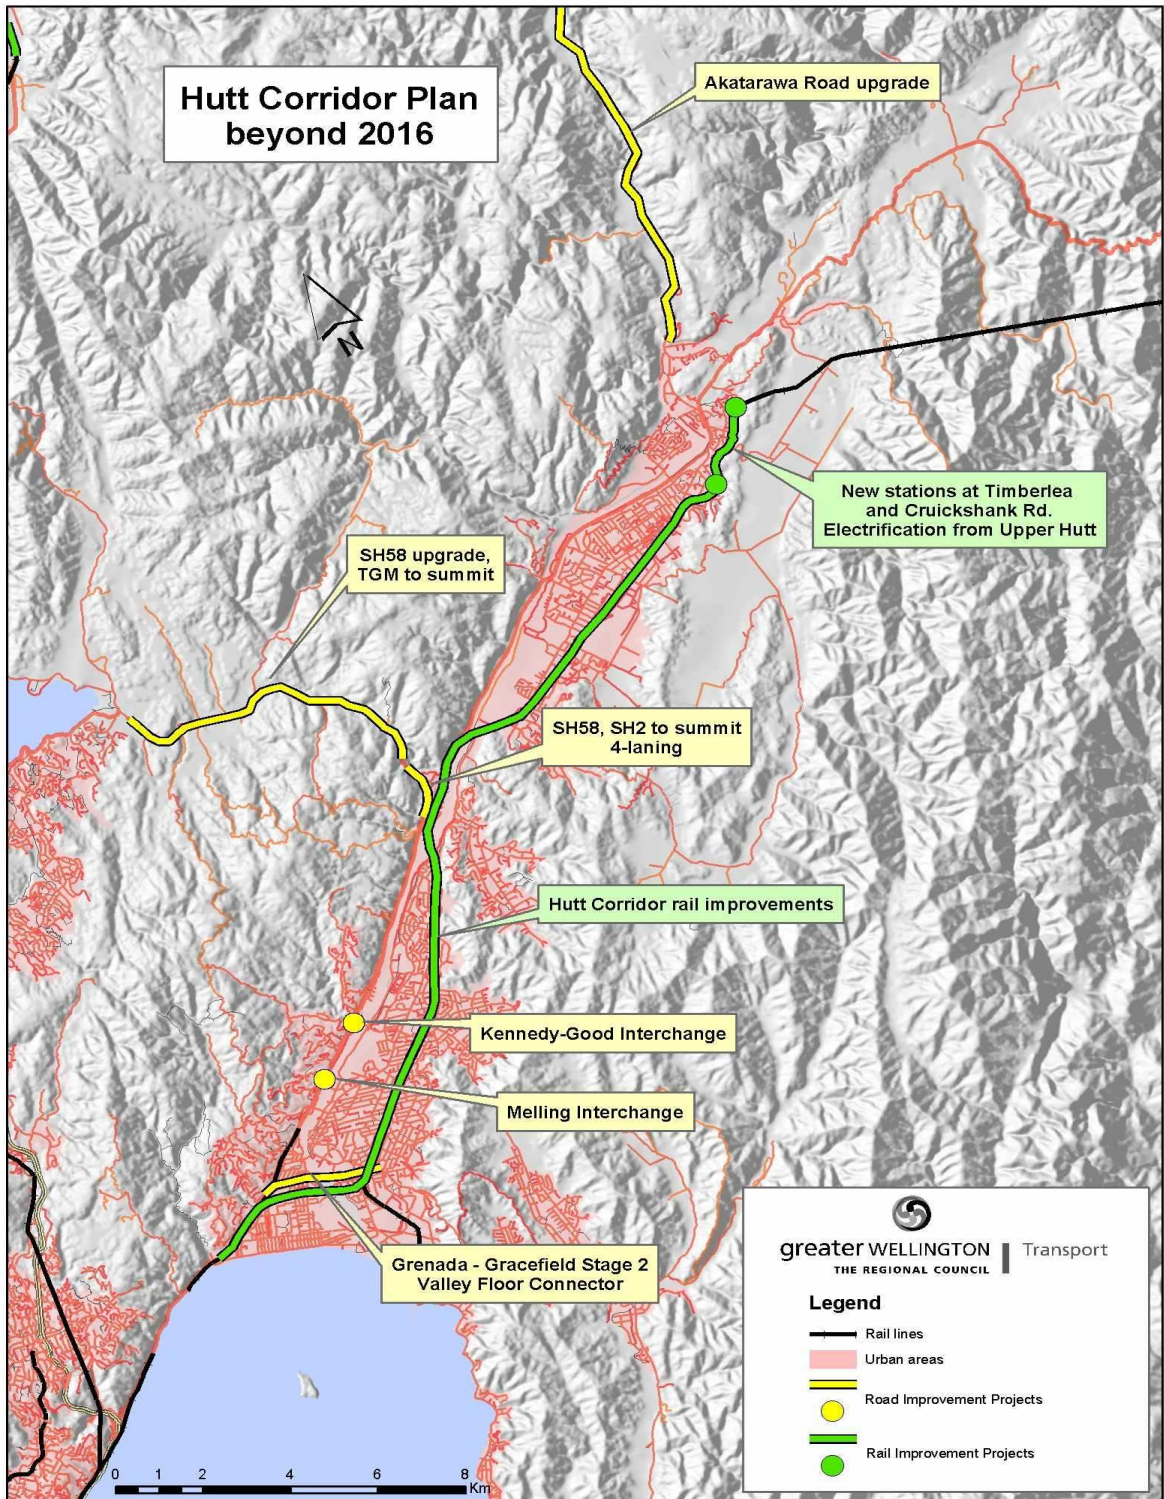 Hutt Corridor Plan
beyond 2016
Akatarawa Road upgrade
N
New stations at Timberlea
and Cruickshank Rd.
Electrification from Upper Hutt
SH58 upgrade,
TGM to summit
SH58, SH2 to summit
4-laning
Hutt Corridor rail improvements
Kennedy-Good Interchange
Melling Interchange
Grenada - Gracefield Stage 2
Valley Floor Connector
greater WELLINGTON
THE REGIONAL COUNCIL
Transport
Legend
Rail lines
Urban areas
Road Improvement Projects
Rail Improvement Projects
0 1 2 4 6 8
Km